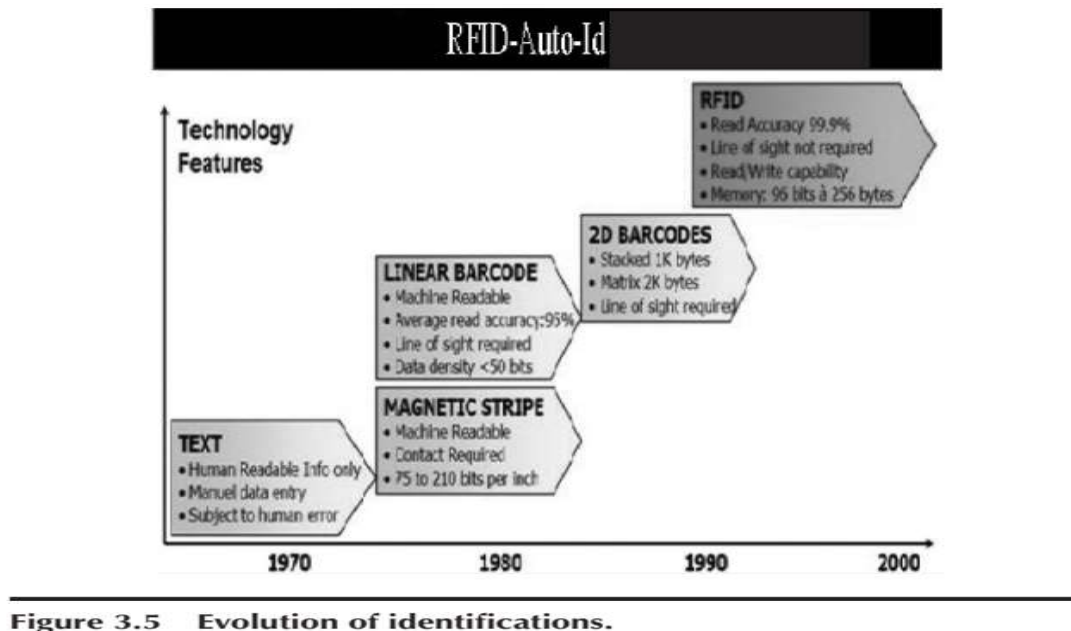 RFID-Auto-Id
Technology
Features
RFID
• Read Accuracy 99.9%
• Line of sight not required
• Read/Write capability
• Memory: 96 bits à 256 bytes
2D BARCODES
• Stacked 1K bytes
• Matrix 2K bytes
• Line of sight required
LINEAR BARCODE
• Machine Readable
• Average read accuracy:95%
• Line of sight required
• Data density <50 bits
MAGNETIC STRIPE
• Machine Readable
• Contact Required
• 75 to 210 bits per inch
TEXT
• Human Readable Info only
• Manuel data entry
• Subject to human error
1970 1980 1990 2000
Figure 3.5 Evolution of identifications.